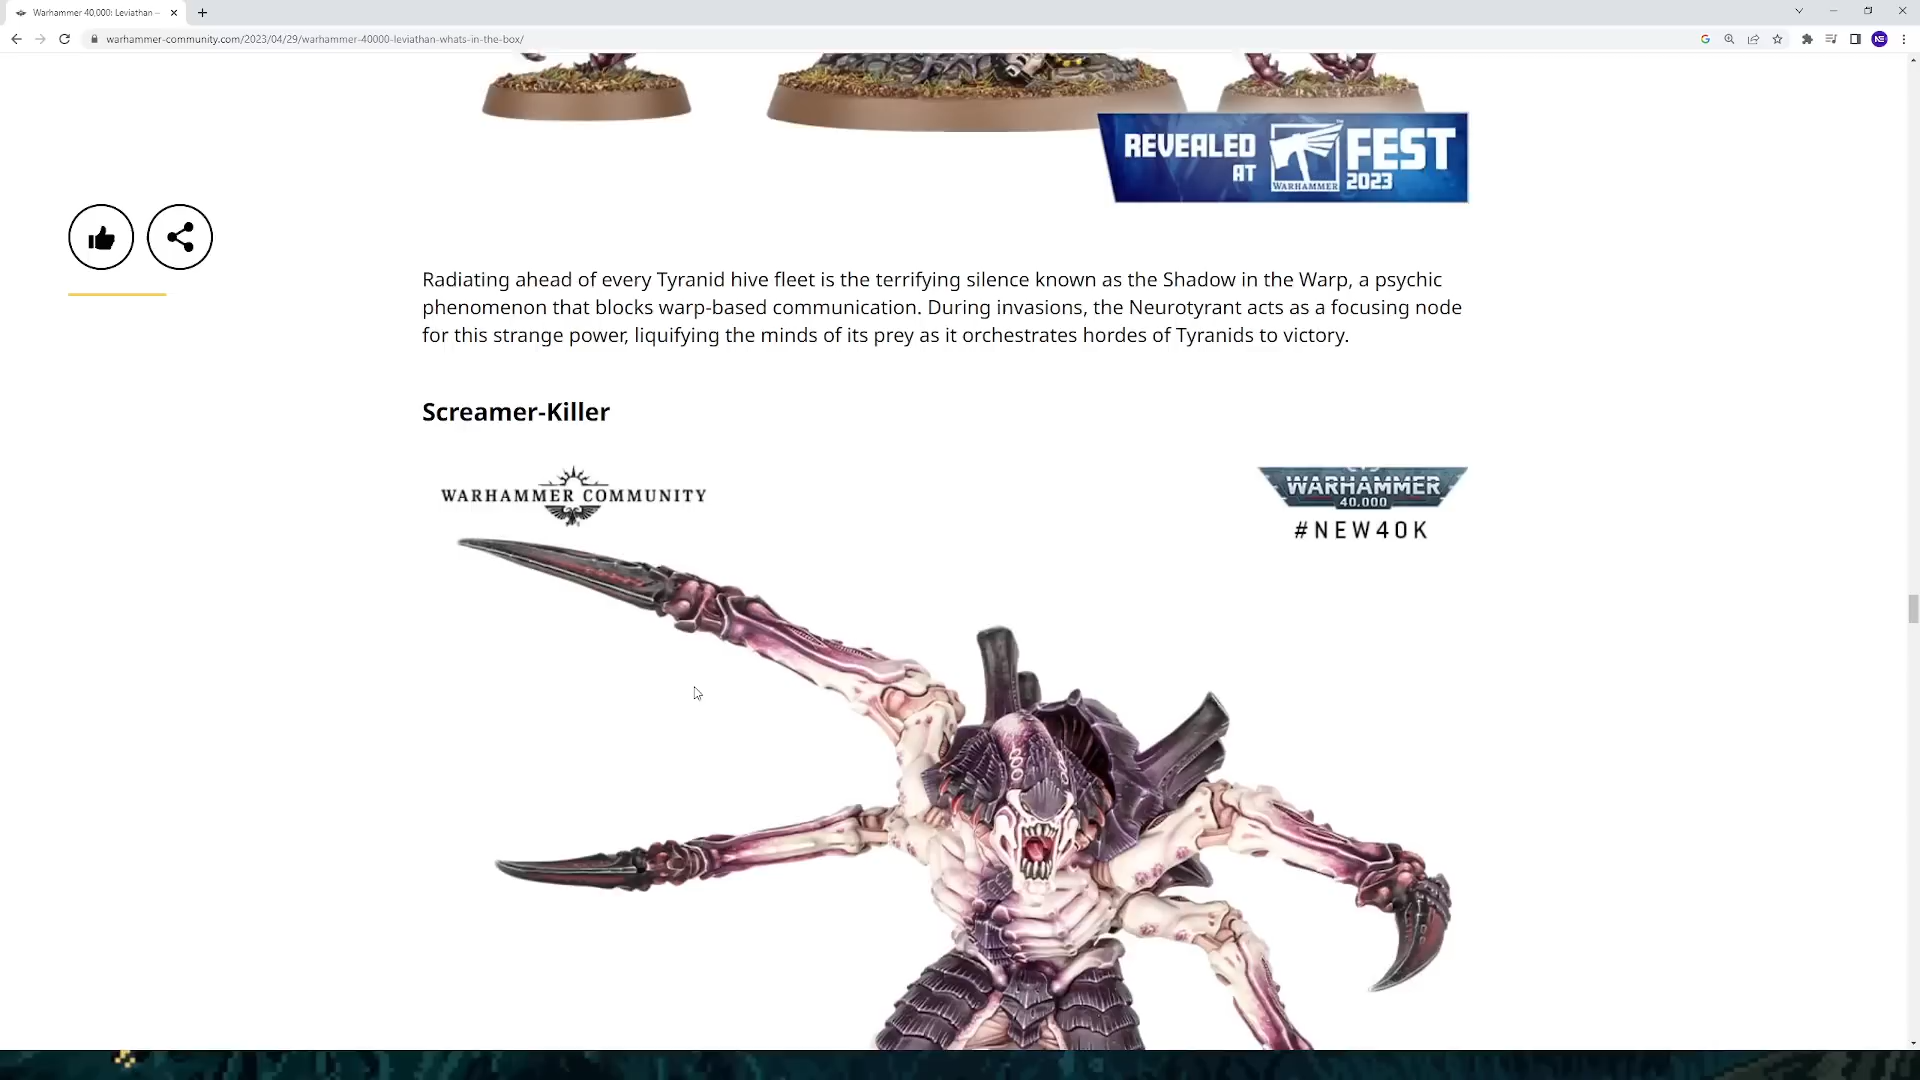 Warhammer 40,000: Leviathan –
warhammer-community.com/2023/04/29/warhammer-40000-leviathan-whats-in-the-box/
NE
REVEALED
AT
WARHAMMER
FEST
2023
Radiating ahead of every Tyranid hive fleet is the terrifying silence known as the Shadow in the Warp, a psychic
phenomenon that blocks warp-based communication. During invasions, the Neurotyrant acts as a focusing node
for this strange power, liquifying the minds of its prey as it orchestrates hordes of Tyranids to victory.
Screamer-Killer
WARHAMMER COMMUNITY
WARHAMMER
40,000
#NEW40K